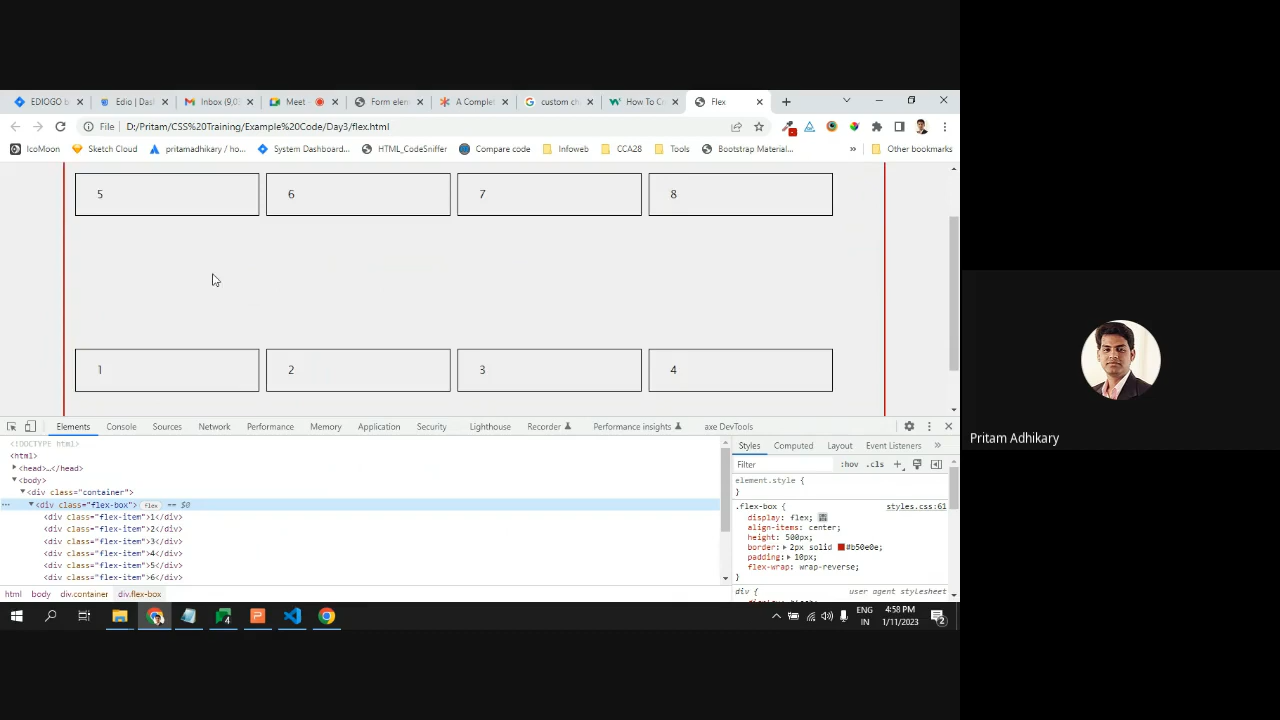 EDIOGO b
Edio | Das
Inbox (9,0
Meet
Form elem
A Comple
custom ch
How To C
Flex
File D:/Pritam/CSS%20Training/Example%20Code/Day3/flex.html
IcoMoon Sketch Cloud pritamadhikary / ho... System Dashboard... HTML_CodeSniffer Compare code Infoweb CCA28 Tools Bootstrap Material... » Other bookmarks
5 6 7 8
1 2 3 4
Pritam Adhikary
Elements Console Sources Network Performance Memory Application Security Lighthouse Recorder Performance insights axe DevTools
<!DOCTYPE html>
<html>
<head>…</head>
<body>
<div class="container">
<div class="flex-box"> flex == $0
<div class="flex-item">1</div>
<div class="flex-item">2</div>
<div class="flex-item">3</div>
<div class="flex-item">4</div>
<div class="flex-item">5</div>
<div class="flex-item">6</div>
html body div.container div.flex-box
Styles Computed Layout Event Listeners »
Filter :hov .cls +
element.style {
}
.flex-box { styles.css:61
display: flex;
align-items: center;
height: 500px;
border: 2px solid #b50e0e;
padding: 10px;
flex-wrap: wrap-reverse;
}
div { user agent stylesheet
4
ENG
IN
4:58 PM
1/11/2023
2